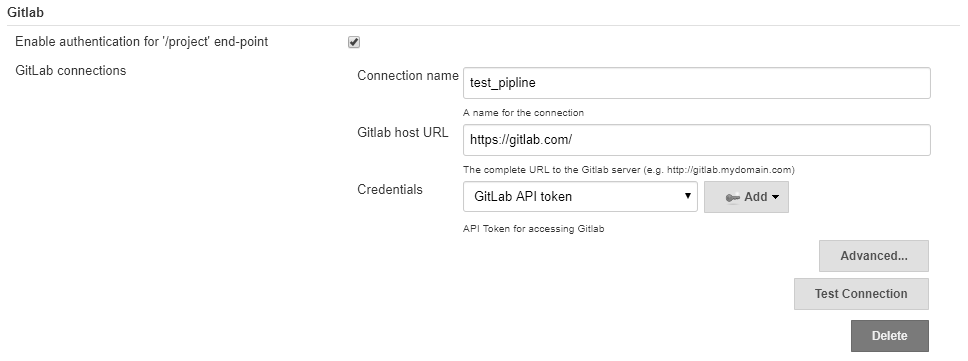 Gitlab
Enable authentication for '/project' end-point
GitLab connections
Connection name
test_pipline
A name for the connection
Gitlab host URL
https://gitlab.com/
The complete URL to the Gitlab server (e.g. http://gitlab.mydomain.com)
Credentials
GitLab API token
Add
API Token for accessing Gitlab
Advanced...
Test Connection
Delete